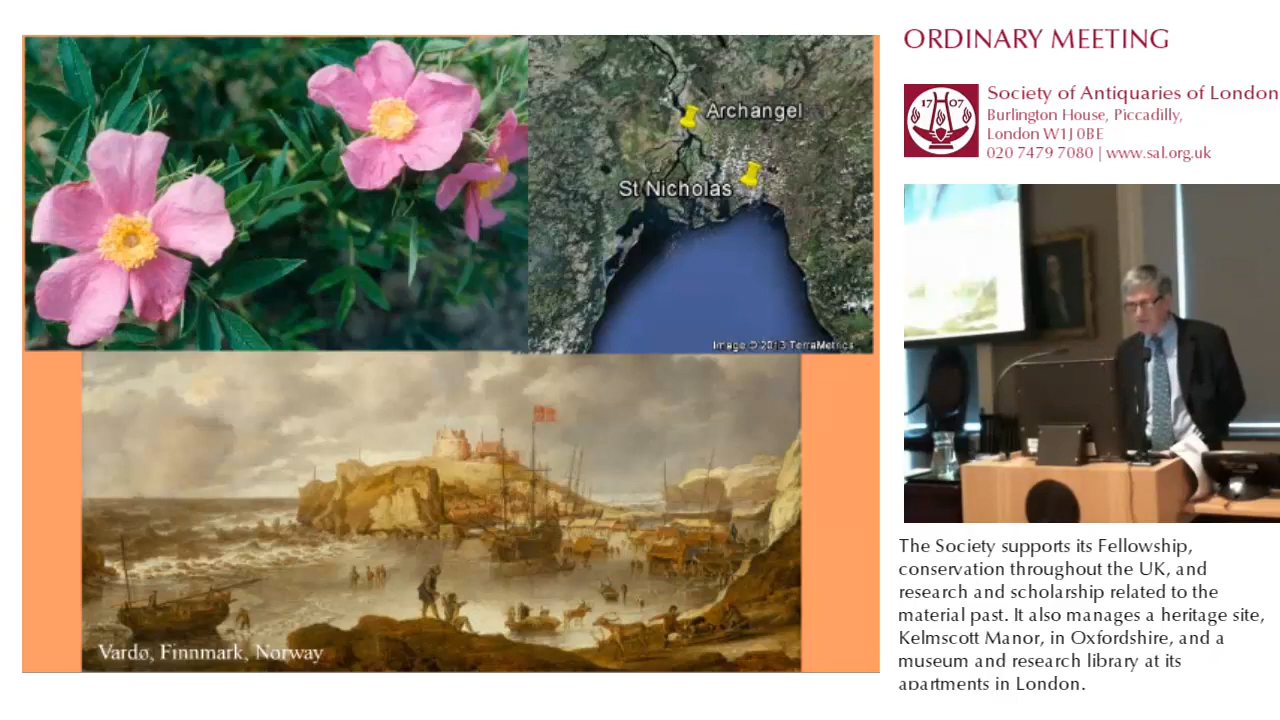 ORDINARY MEETING
17 07
Society of Antiquaries of London
Burlington House, Piccadilly,
London W1J 0BE
020 7479 7080 | www.sal.org.uk
Archangel
St Nicholas
Image © 2013 TerraMetrics
Vardø, Finnmark, Norway
The Society supports its Fellowship,
conservation throughout the UK, and
research and scholarship related to the
material past. It also manages a heritage site,
Kelmscott Manor, in Oxfordshire, and a
museum and research library at its
apartments in London.